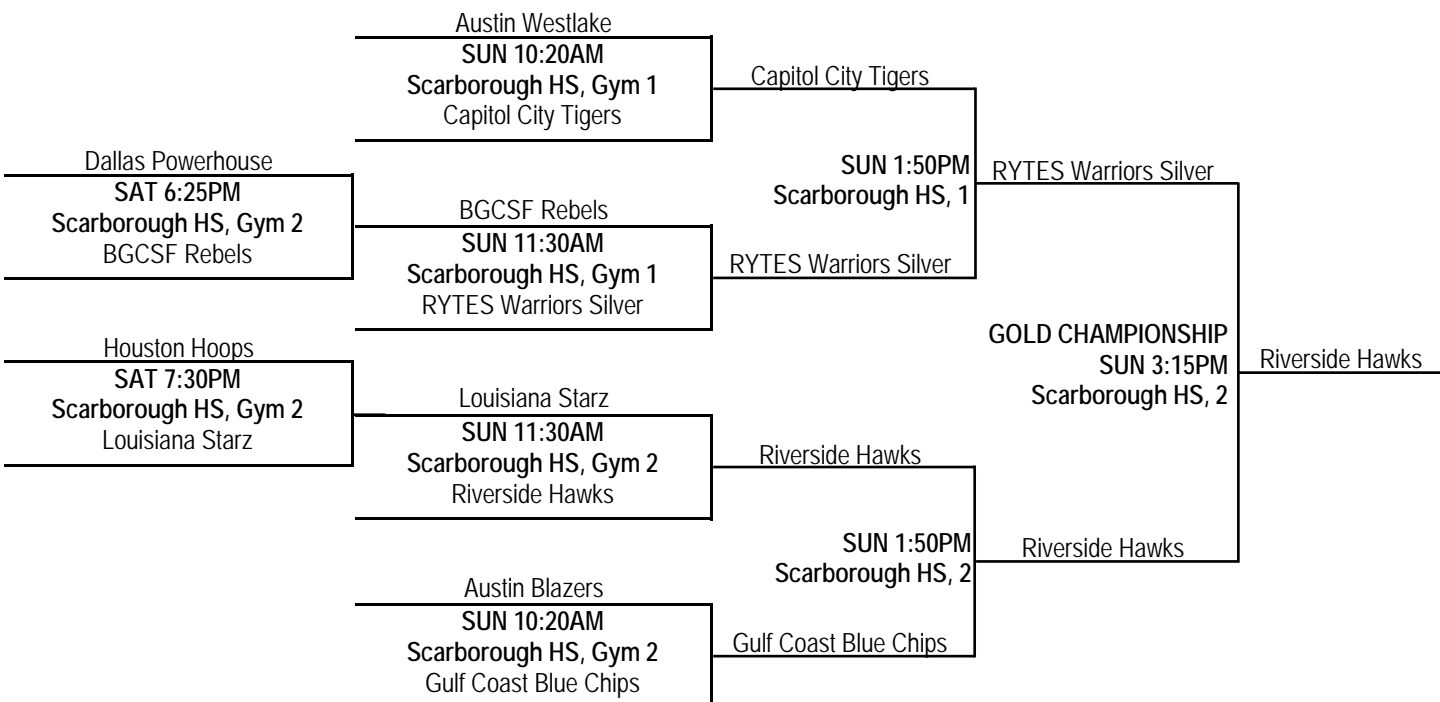 Austin Westlake
SUN 10:20AM
Scarborough HS, Gym 1
Capitol City Tigers
Capitol City Tigers
Dallas Powerhouse
SAT 6:25PM
Scarborough HS, Gym 2
BGCSF Rebels
SUN 1:50PM
Scarborough HS, 1
RYTES Warriors Silver
BGCSF Rebels
SUN 11:30AM
Scarborough HS, Gym 1
RYTES Warriors Silver
RYTES Warriors Silver
Houston Hoops
SAT 7:30PM
Scarborough HS, Gym 2
Louisiana Starz
GOLD CHAMPIONSHIP
SUN 3:15PM
Scarborough HS, 2
Riverside Hawks
Louisiana Starz
SUN 11:30AM
Scarborough HS, Gym 2
Riverside Hawks
Riverside Hawks
SUN 1:50PM
Scarborough HS, 2
Riverside Hawks
Austin Blazers
SUN 10:20AM
Scarborough HS, Gym 2
Gulf Coast Blue Chips
Gulf Coast Blue Chips